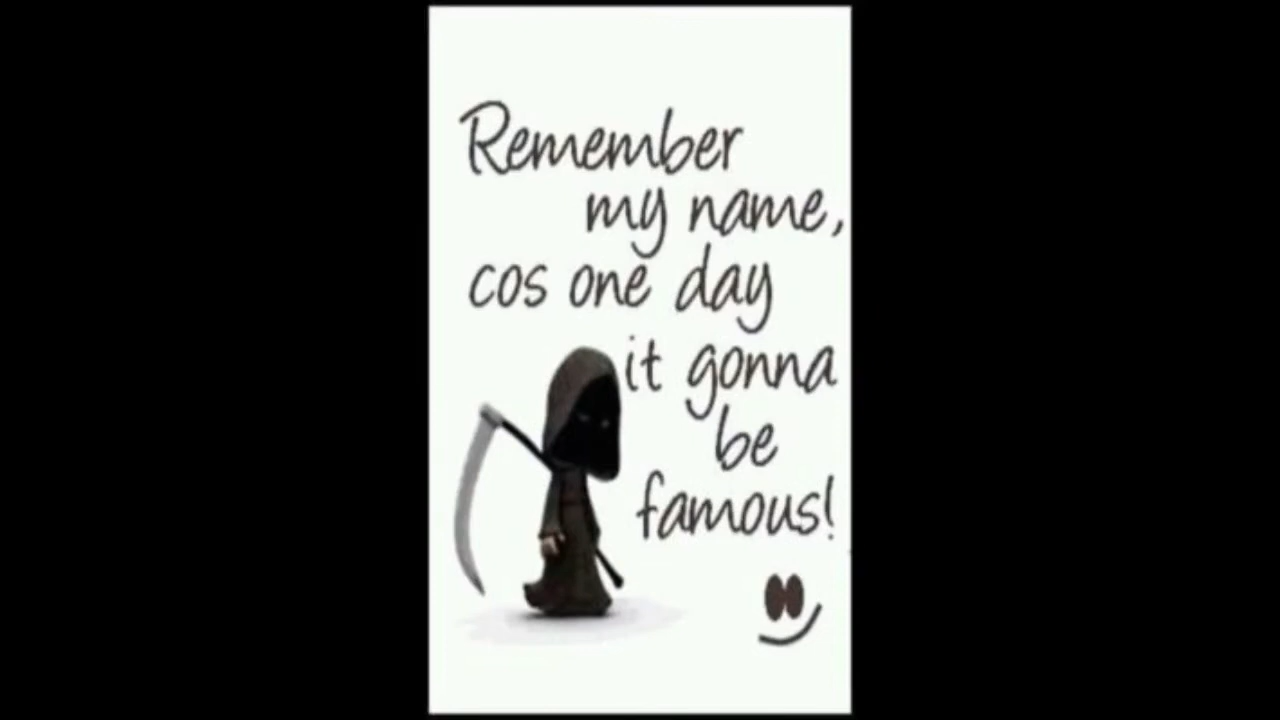 Remember
my name,
cos one day
it gonna
be
famous!